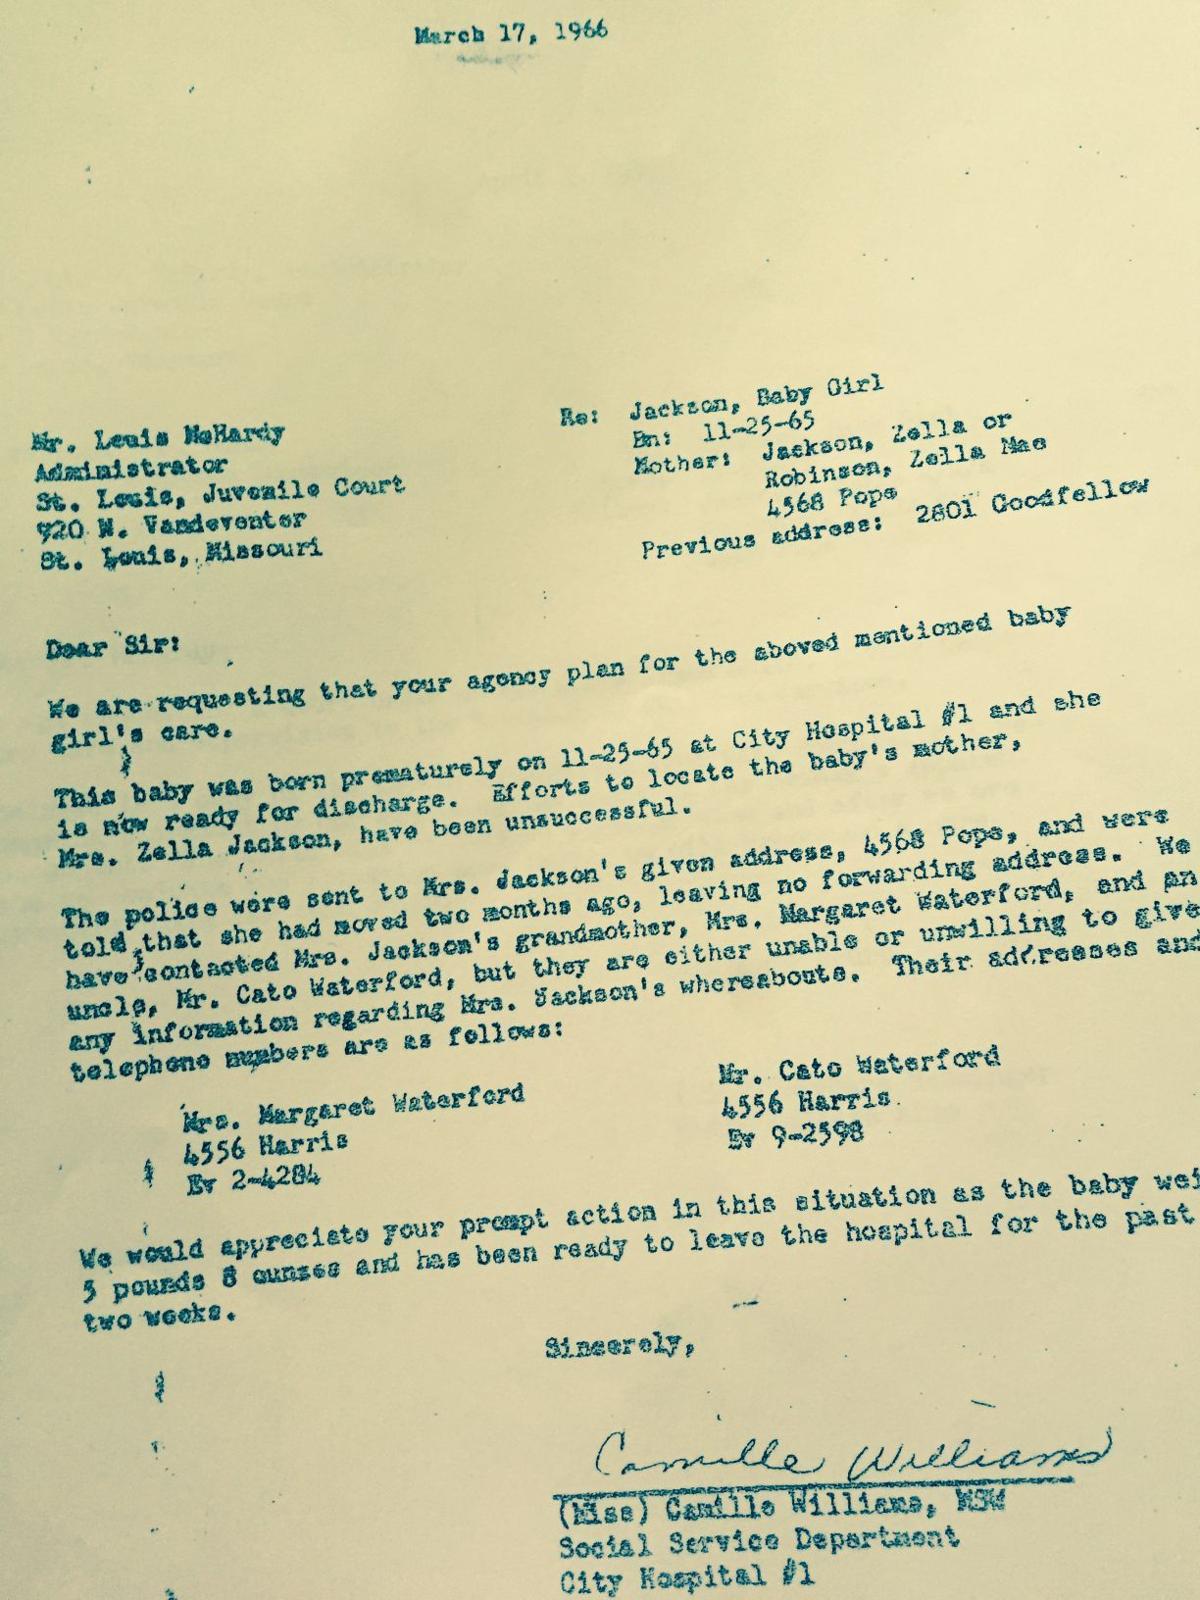 March 17, 1966
Mr. Louis McHardy
Administrator
St. Louis, Juvenile Court
920 N. Vandeventer
St. Louis, Missouri
Re: Jackson, Baby Girl
Bn: 11-25-65
Mother: Jackson, Zella or
Robinson, Zella Mae
4568 Pope
Previous address: 2801 Goodfellow
Dear Sir:
We are requesting that your agency plan for the aboved mentioned baby
girl's care.
This baby was born prematurely on 11-25-65 at City Hospital #1 and she
is now ready for discharge. Efforts to locate the baby's mother,
Mrs. Zella Jackson, have been unsuccessful.
The police were sent to Mrs. Jackson's given address, 4568 Pope, and were
told that she had moved two months ago, leaving no forwarding address. We
have contacted Mrs. Jackson's grandmother, Mrs. Margaret Waterford, and an
uncle, Mr. Cato Waterford, but they are either unable or unwilling to give
any information regarding Mrs. Jackson's whereabouts. Their addresses and
telephone numbers are as follows:
Mrs. Margaret Waterford
4556 Harris
Ev 2-4284
Mr. Cato Waterford
4556 Harris
Ev 9-2598
We would appreciate your prompt action in this situation as the baby wei
5 pounds 8 ounses and has been ready to leave the hospital for the past
two weeks.
Sincerely,
Camille Williams
(Miss) Camille Williams, MSW
Social Service Department
City Hospital #1